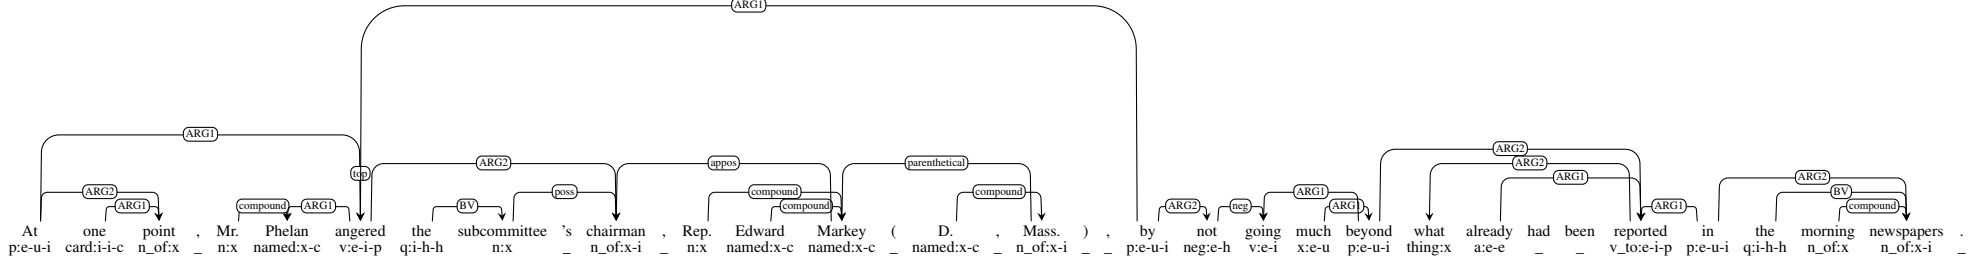 ARG1
ARG1
ARG2 ARG2 appos parenthetical ARG2
top ARG1
ARG2 poss compound compound ARG1 BV
ARG1 compound ARG1 BV compound ARG2 neg ARG1 ARG1 compound
At one point , Mr. Phelan angered the subcommittee 's chairman , Rep. Edward Markey ( D. , Mass. ) , by not going much beyond what already had been reported in the morning newspapers .
p:e-u-i card:i-i-c n_of:x _ n:x named:x-c v:e-i-p q:i-h-h n:x _ n_of:x-i _ n:x named:x-c named:x-c _ named:x-c _ n_of:x-i _ _ p:e-u-i neg:e-h v:e-i x:e-u p:e-u-i thing:x a:e-e _ _ v_to:e-i-p p:e-u-i q:i-h-h n_of:x n_of:x-i _